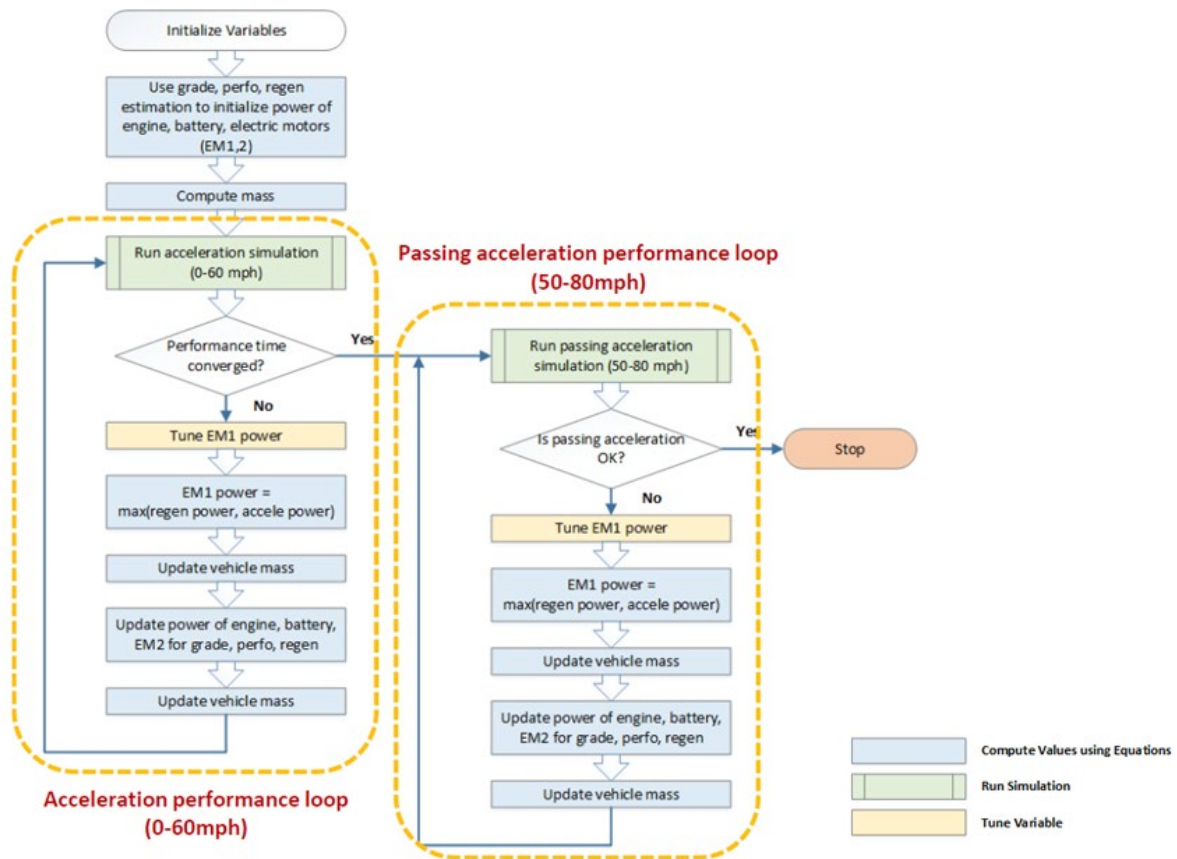 Initialize Variables
Use grade, perfo, regen
estimation to initialize power of
engine, battery, electric motors
(EM1,2)
Compute mass
Run acceleration simulation
(0-60 mph)
Performance time
converged?
Yes
No
Tune EM1 power
EM1 power =
max(regen power, accele power)
Update vehicle mass
Update power of engine, battery,
EM2 for grade, perfo, regen
Update vehicle mass
Acceleration performance loop
(0-60mph)
Passing acceleration performance loop
(50-80mph)
Run passing acceleration
simulation (50-80 mph)
Is passing acceleration
OK?
Yes
Stop
No
Tune EM1 power
EM1 power =
max(regen power, accele power)
Update vehicle mass
Update power of engine, battery,
EM2 for grade, perfo, regen
Update vehicle mass
Compute Values using Equations
Run Simulation
Tune Variable